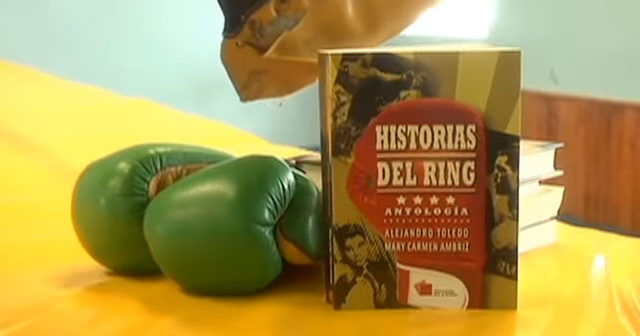 HISTORIAS
DEL RING
ANTOLOGÍA
ALEJANDRO TOLEDO
MARY CARMEN AMBRIZ